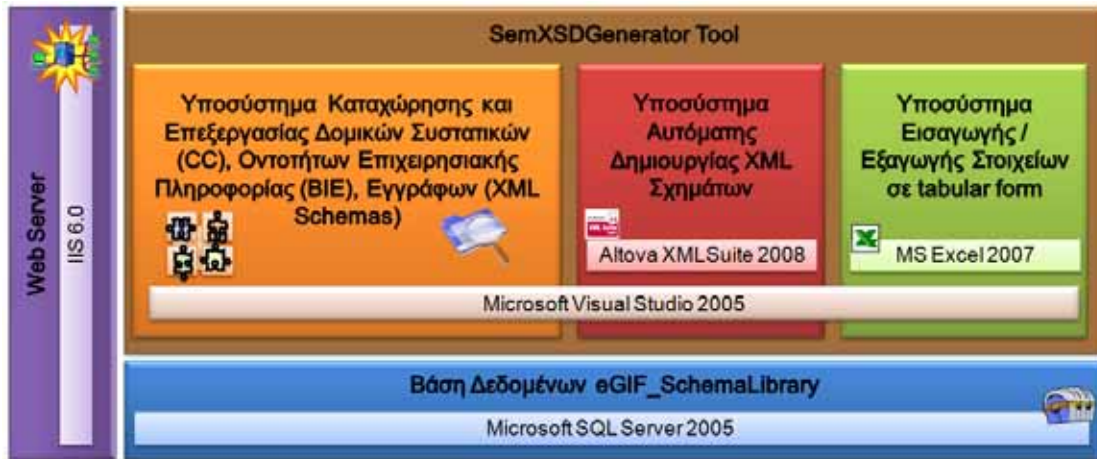 SemXSDGenerator Tool
Web Server
IIS 6.0
Υποσύστημα Καταχώρησης και
Επεξεργασίας Δομικών Συστατικών
(CC), Οντοτήτων Επιχειρησιακής
Πληροφορίας (BIE), Εγγράφων (XML
Schemas)
Υποσύστημα
Αυτόματης
Δημιουργίας XML
Σχημάτων
Altova XMLSuite 2008
Υποσύστημα
Εισαγωγής /
Εξαγωγής Στοιχείων
σε tabular form
MS Excel 2007
Microsoft Visual Studio 2005
Βάση Δεδομένων eGIF_SchemaLibrary
Microsoft SQL Server 2005